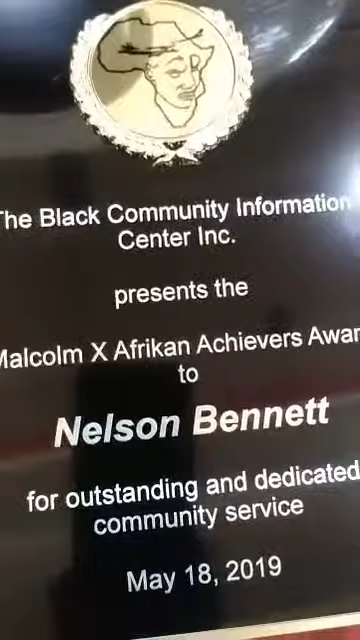 The Black Community Information
Center Inc.
presents the
Malcolm X Afrikan Achievers Awar
to
Nelson Bennett
for outstanding and dedicated
community service
May 18, 2019